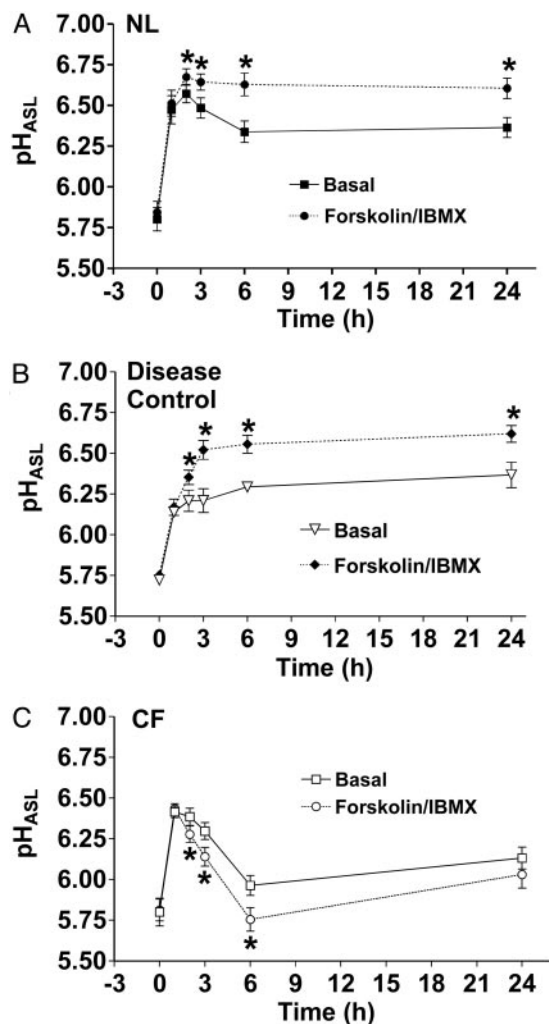 A NL
7.00
6.75
6.50
6.25
6.00
5.75
5.50
pHASL
* * * *
Basal
Forskolin/IBMX
-3 0 3 6 9 12 15 18 21 24
Time (h)
B Disease
Control
7.00
6.75
6.50
6.25
6.00
5.75
5.50
pHASL
* * * *
Basal
Forskolin/IBMX
-3 0 3 6 9 12 15 18 21 24
Time (h)
C CF
7.00
6.75
6.50
6.25
6.00
5.75
5.50
pHASL
Basal
Forskolin/IBMX
* * *
-3 0 3 6 9 12 15 18 21 24
Time (h)